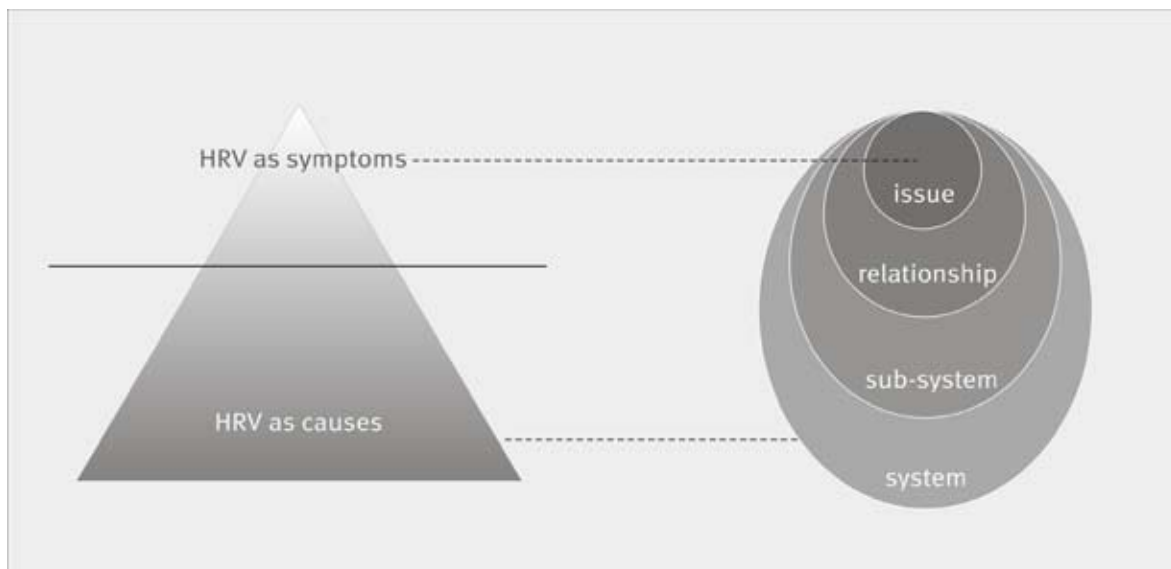 HRV as symptoms
issue
relationship
sub-system
HRV as causes
system